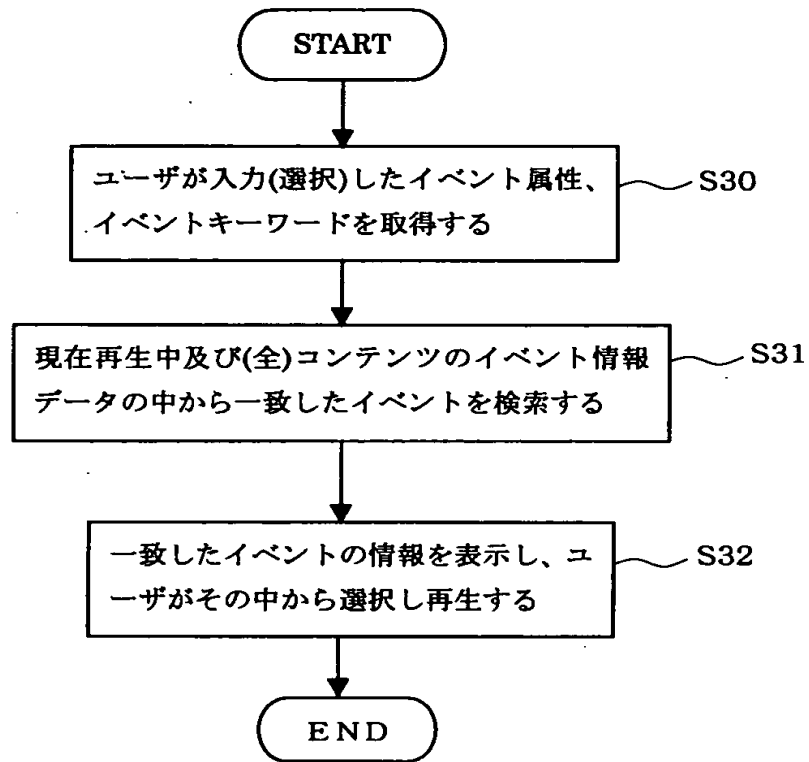 START
ユーザが入力(選択)したイベント属性、
イベントキーワードを取得する
S30
現在再生中及び(全)コンテンツのイベント情報
データの中から一致したイベントを検索する
S31
一致したイベントの情報を表示し、ユ
ーザがその中から選択し再生する
S32
END